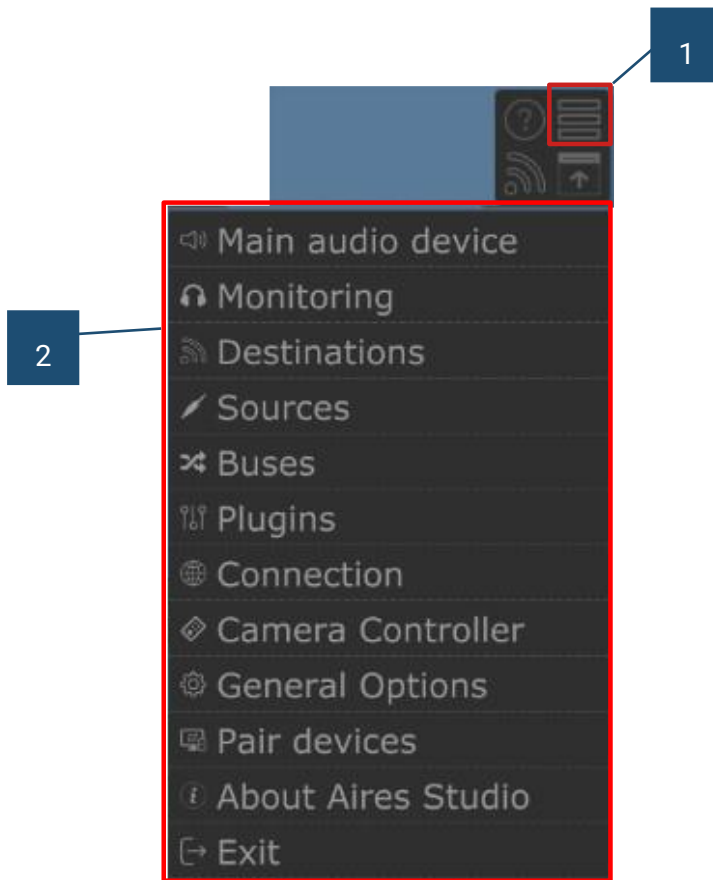 1
?
2
Main audio device
Monitoring
Destinations
Sources
Buses
Plugins
Connection
Camera Controller
General Options
Pair devices
i About Aires Studio
Exit